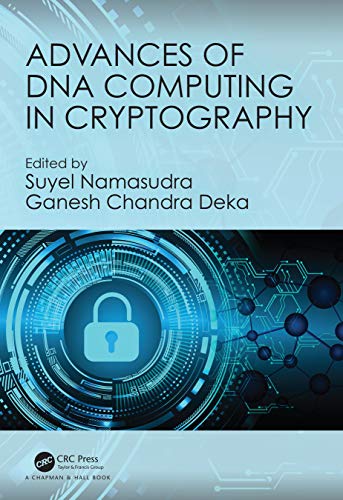 ADVANCES OF
DNA COMPUTING
IN CRYPTOGRAPHY
Edited by
Suyel Namasudra
Ganesh Chandra Deka
CRC
CRC Press
Taylor & Francis Group
A CHAPMAN & HALL BOOK